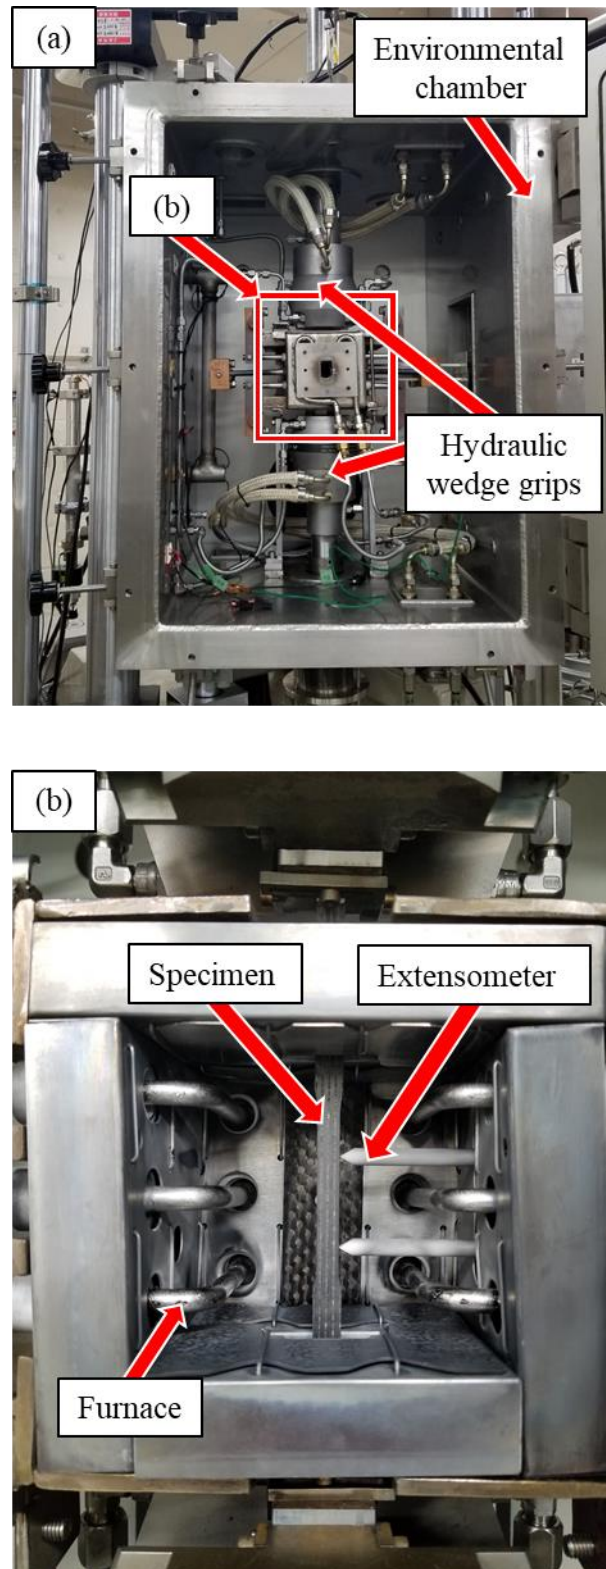 (a)
Environmental
chamber
(b)
Hydraulic
wedge grips
(b)
Specimen
Extensometer
Furnace